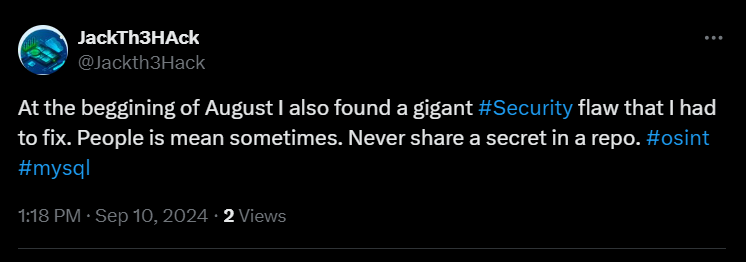 JackTh3HAck
@Jackth3Hack
At the beggining of August I also found a gigant #Security flaw that I had
to fix. People is mean sometimes. Never share a secret in a repo. #osint
#mysql
1:18 PM · Sep 10, 2024 · 2 Views